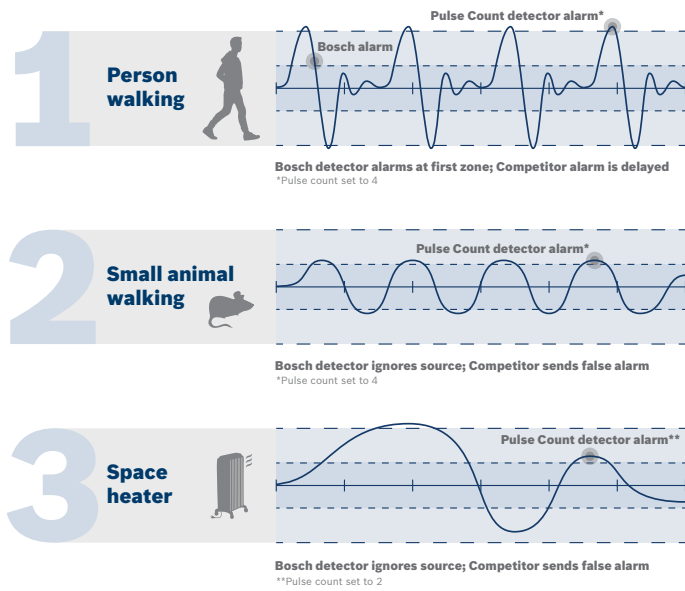 1
Person
walking
Pulse Count detector alarm*
Bosch alarm
Bosch detector alarms at first zone; Competitor alarm is delayed
*Pulse count set to 4
2
Small animal
walking
Pulse Count detector alarm*
Bosch detector ignores source; Competitor sends false alarm
*Pulse count set to 4
3
Space
heater
Pulse Count detector alarm**
Bosch detector ignores source; Competitor sends false alarm
**Pulse count set to 2